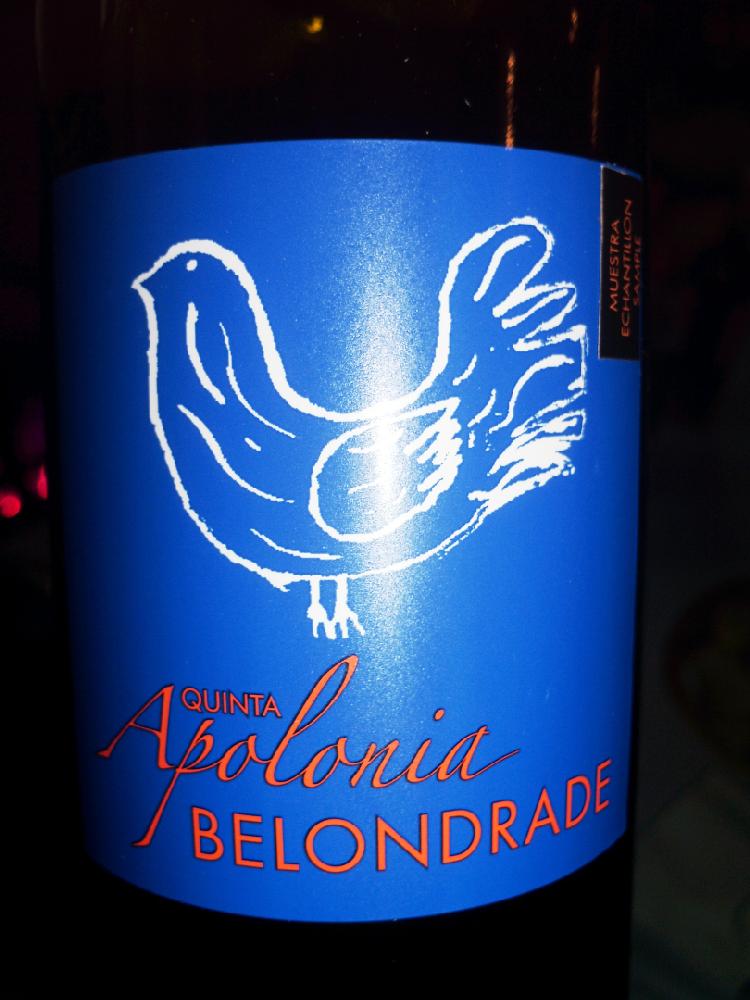 MUESTRA
ECHANTILLON
SAMPLE
QUINTA
Apolonia
BELONDRADE